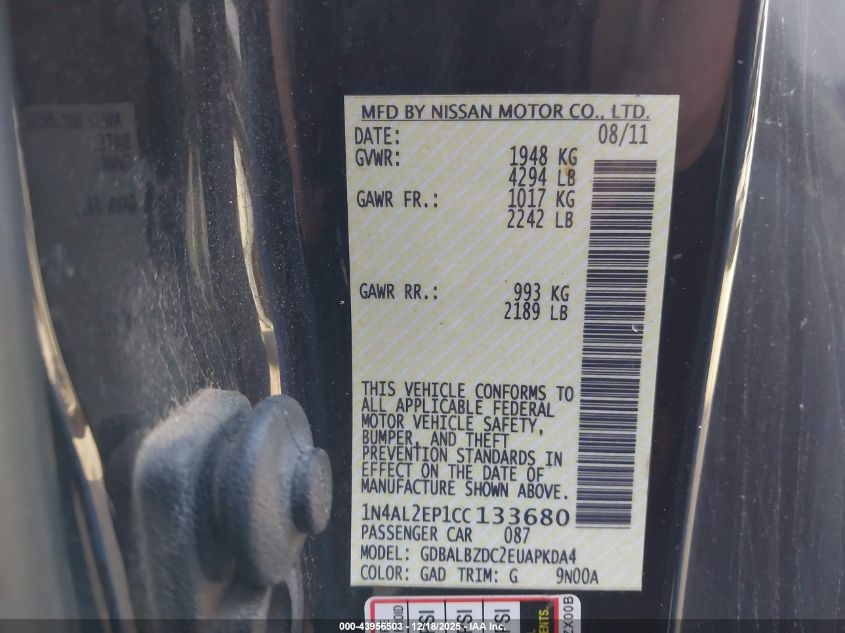 MFD BY NISSAN MOTOR CO., LTD.
DATE: 08/11
GVWR: 1948 KG
4294 LB
GAWR FR.: 1017 KG
2242 LB
GAWR RR.: 993 KG
2189 LB
THIS VEHICLE CONFORMS TO
ALL APPLICABLE FEDERAL
MOTOR VEHICLE SAFETY,
BUMPER, AND THEFT
PREVENTION STANDARDS IN
EFFECT ON THE DATE OF
MANUFACTURE SHOWN ABOVE.
1N4AL2EP1CC133680
PASSENGER CAR 087
MODEL: GDBALBZDC2EUAPKDA4
COLOR: GAD TRIM: G 9N00A
000-43956503 - 12/18/2025 - IAA Inc.